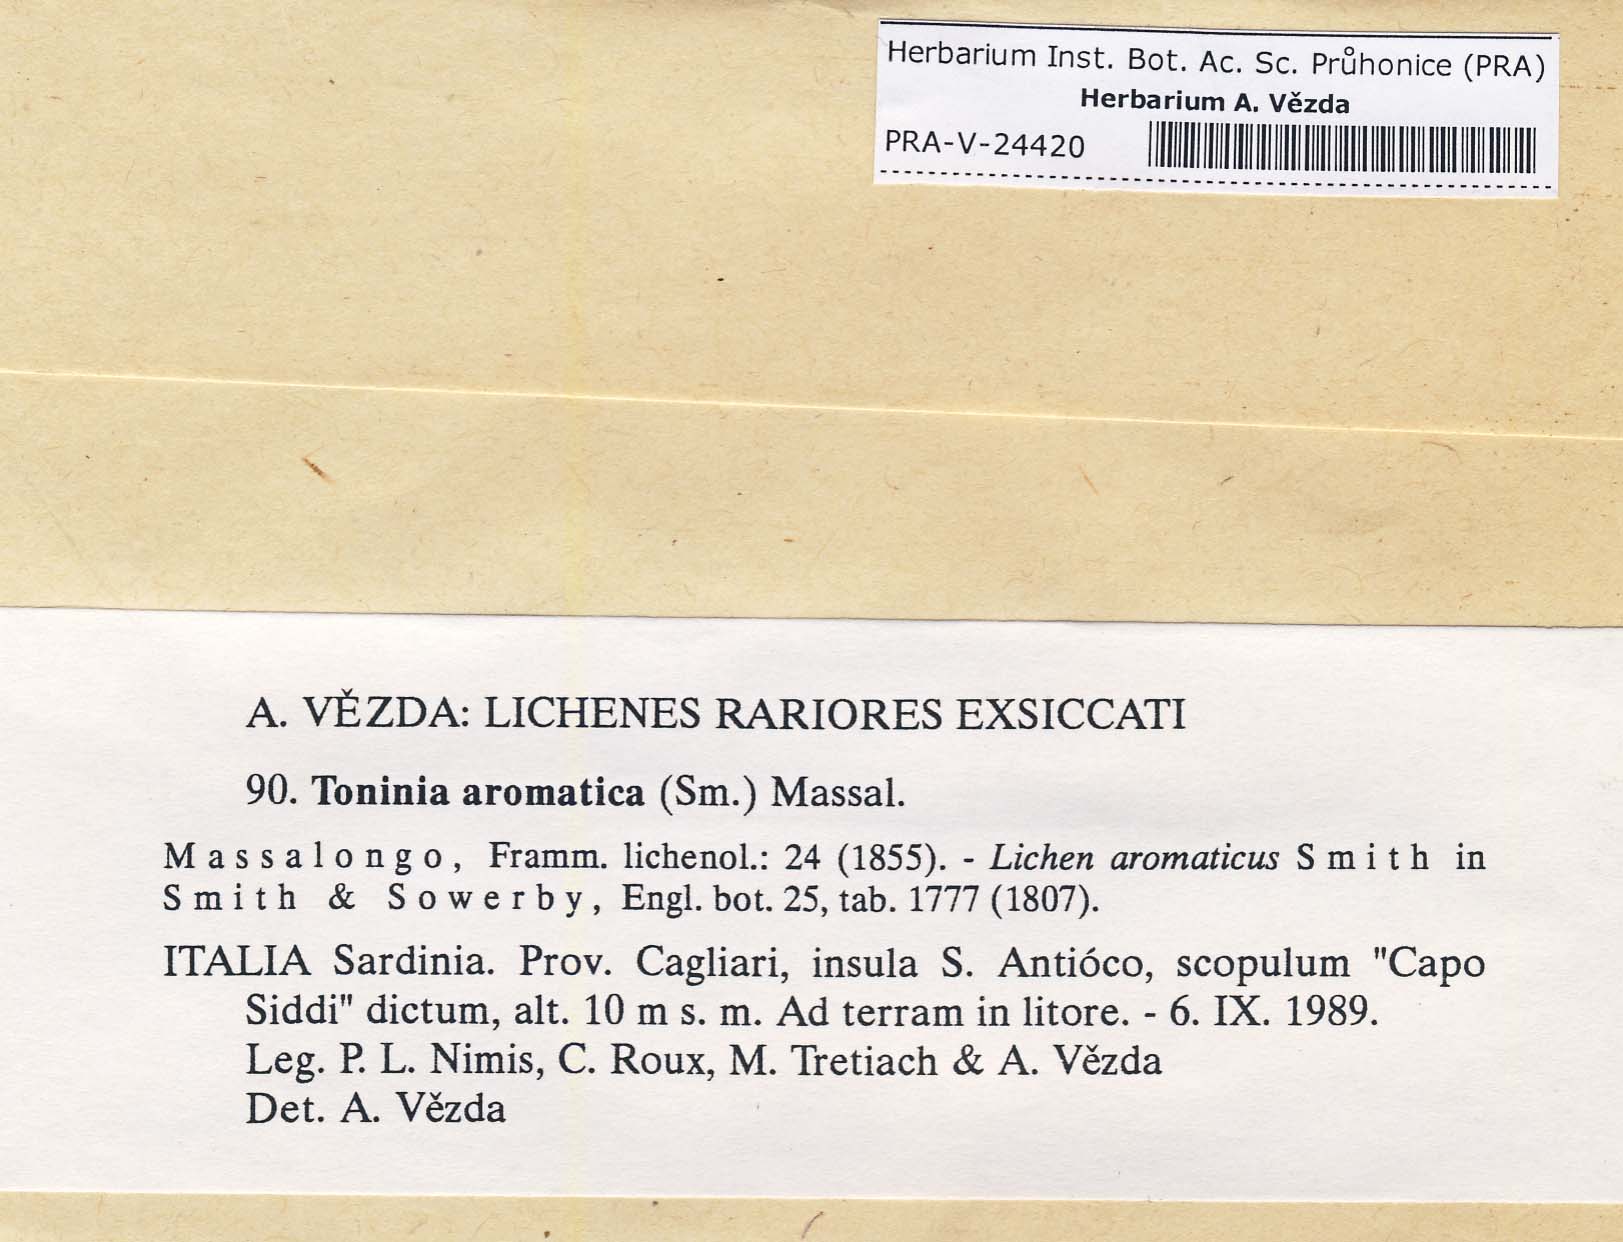 Herbarium Inst. Bot. Ac. Sc. Průhonice (PRA)
Herbarium A. Vězda
PRA-V-24420
A. VĚZDA: LICHENES RARIORES EXSICCATI
90. Toninia aromatica (Sm.) Massal.
Massalongo, Framm. lichenol.: 24 (1855). - Lichen aromaticus Smith in
Smith & Sowerby, Engl. bot. 25, tab. 1777 (1807).
ITALIA Sardinia. Prov. Cagliari, insula S. Antióco, scopulum "Capo
Siddi" dictum, alt. 10 m s. m. Ad terram in litore. - 6. IX. 1989.
Leg. P. L. Nimis, C. Roux, M. Tretiach & A. Vězda
Det. A. Vězda